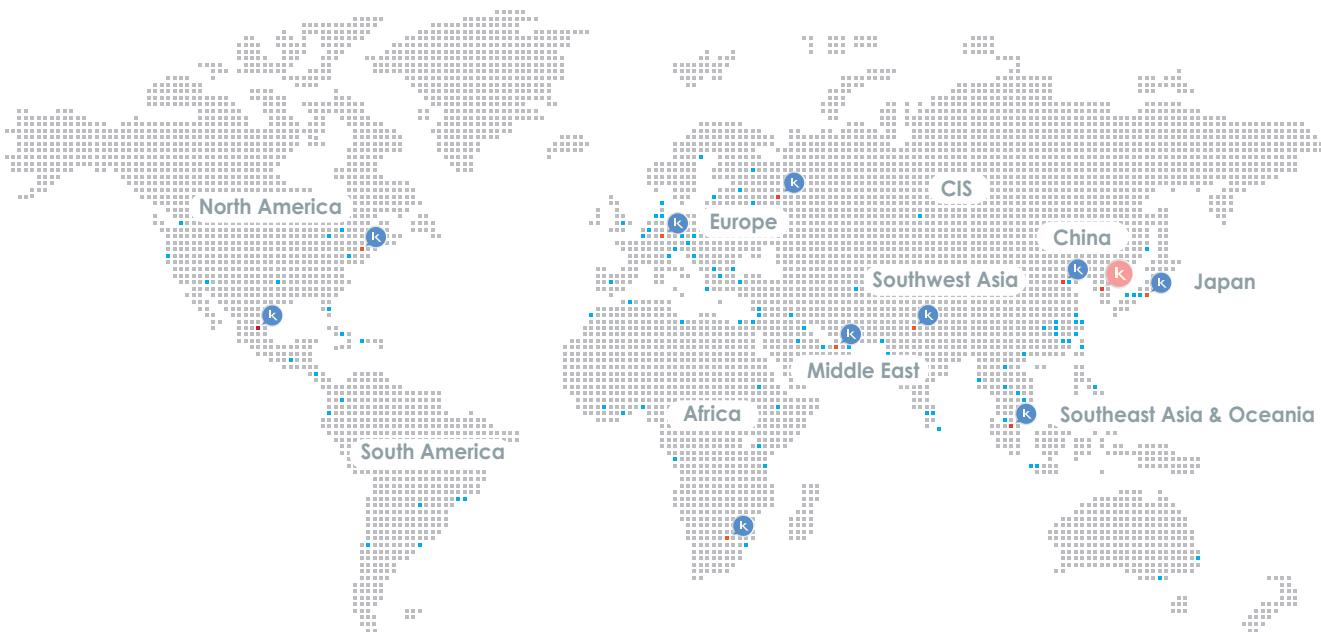 CIS
North America
k
k
Europe
k
China
Southwest Asia
k
k
k
Japan
k
k
k
Middle East
Africa
k
Southeast Asia & Oceania
South America
k